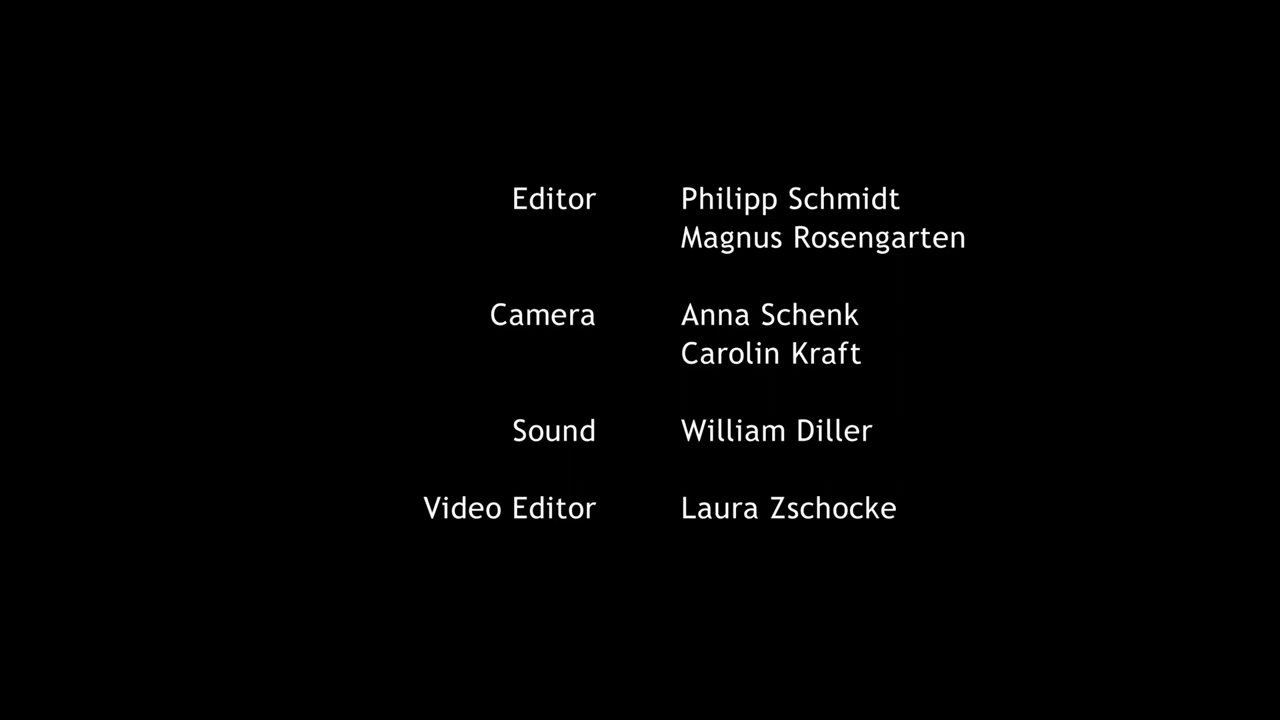 Editor Philipp Schmidt
Magnus Rosengarten
Camera Anna Schenk
Carolin Kraft
Sound William Diller
Video Editor Laura Zschocke